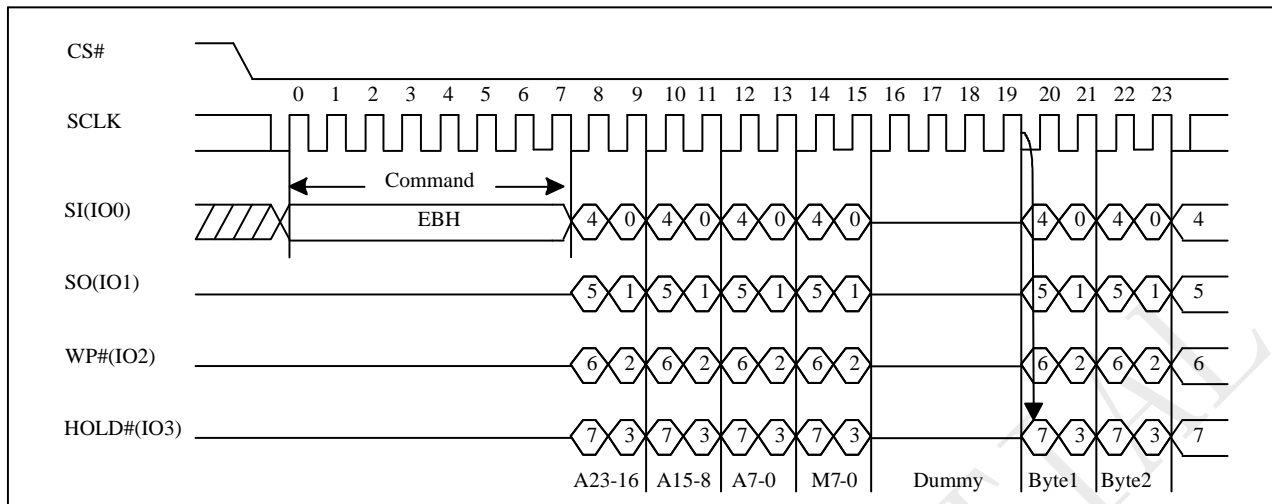 CS#
0 1 2 3 4 5 6 7 8 9 10 11 12 13 14 15 16 17 18 19 20 21 22 23
SCLK
Command
SI(IO0) EBH 4 0 4 0 4 0 4 0 4 0 4 0 4
SO(IO1) 5 1 5 1 5 1 5 1 5 1 5 1 5
WP#(IO2) 6 2 6 2 6 2 6 2 6 2 6 2 6
HOLD#(IO3) 7 3 7 3 7 3 7 3 7 3 7 3 7
A23-16 A15-8 A7-0 M7-0 Dummy Byte1 Byte2